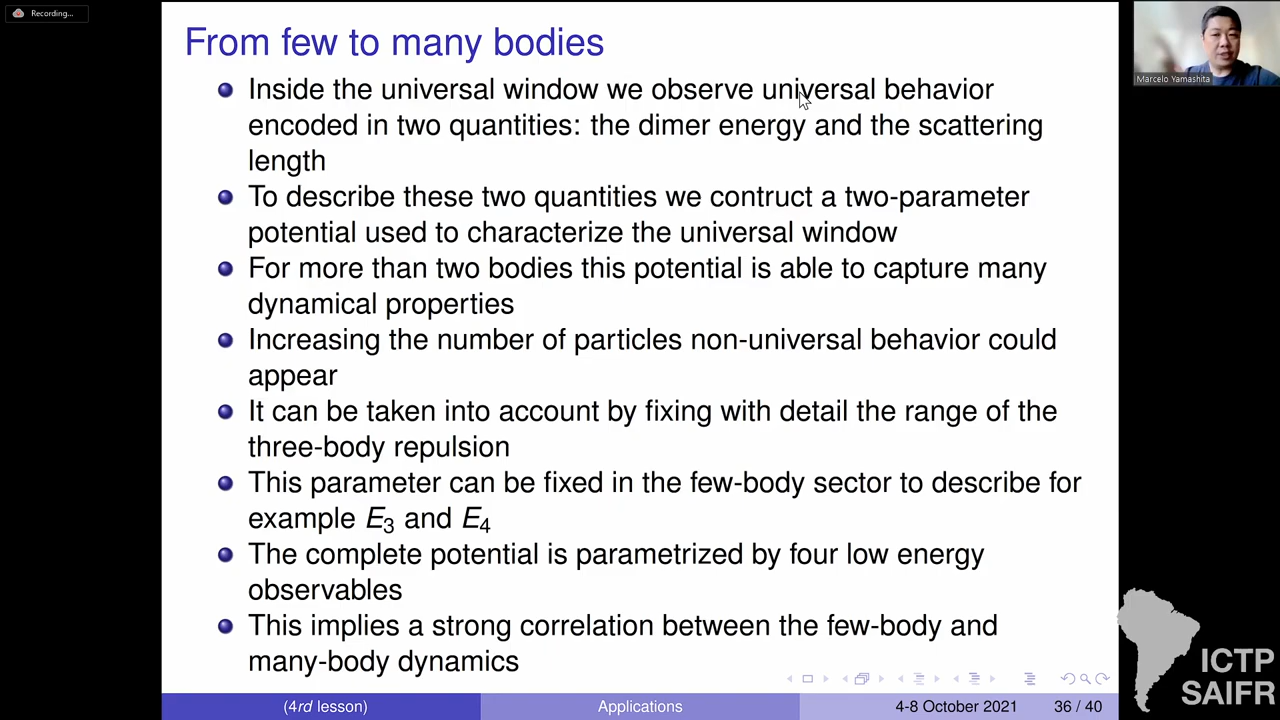 Recording...
From few to many bodies
Inside the universal window we observe universal behavior
encoded in two quantities: the dimer energy and the scattering
length
To describe these two quantities we contruct a two-parameter
potential used to characterize the universal window
For more than two bodies this potential is able to capture many
dynamical properties
Increasing the number of particles non-universal behavior could
appear
It can be taken into account by fixing with detail the range of the
three-body repulsion
This parameter can be fixed in the few-body sector to describe for
example E3 and E4
The complete potential is parametrized by four low energy
observables
This implies a strong correlation between the few-body and
many-body dynamics
(4rd lesson)
Applications
4-8 October 2021
36 / 40
Marcelo Yamashita
ICTP
SAIFR